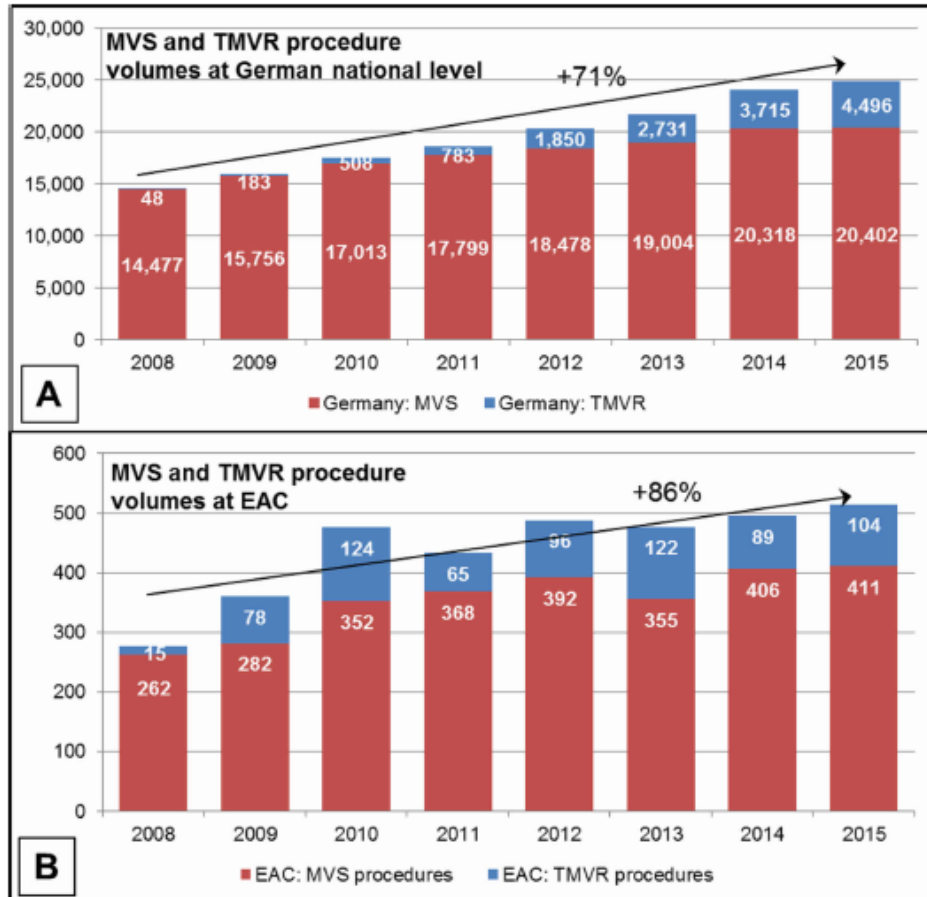 MVS and TMVR procedure
volumes at German national level
+71%
30,000
25,000
20,000
15,000
10,000
5,000
0
48 183 508 783 1,850 2,731 3,715 4,496
14,477 15,756 17,013 17,799 18,478 19,004 20,318 20,402
2008 2009 2010 2011 2012 2013 2014 2015
A
Germany: MVS Germany: TMVR
MVS and TMVR procedure
volumes at EAC
+86%
600
500
400
300
200
100
0
15 78 124 65 96 122 89 104
262 282 352 368 392 355 406 411
2008 2009 2010 2011 2012 2013 2014 2015
B
EAC: MVS procedures EAC: TMVR procedures